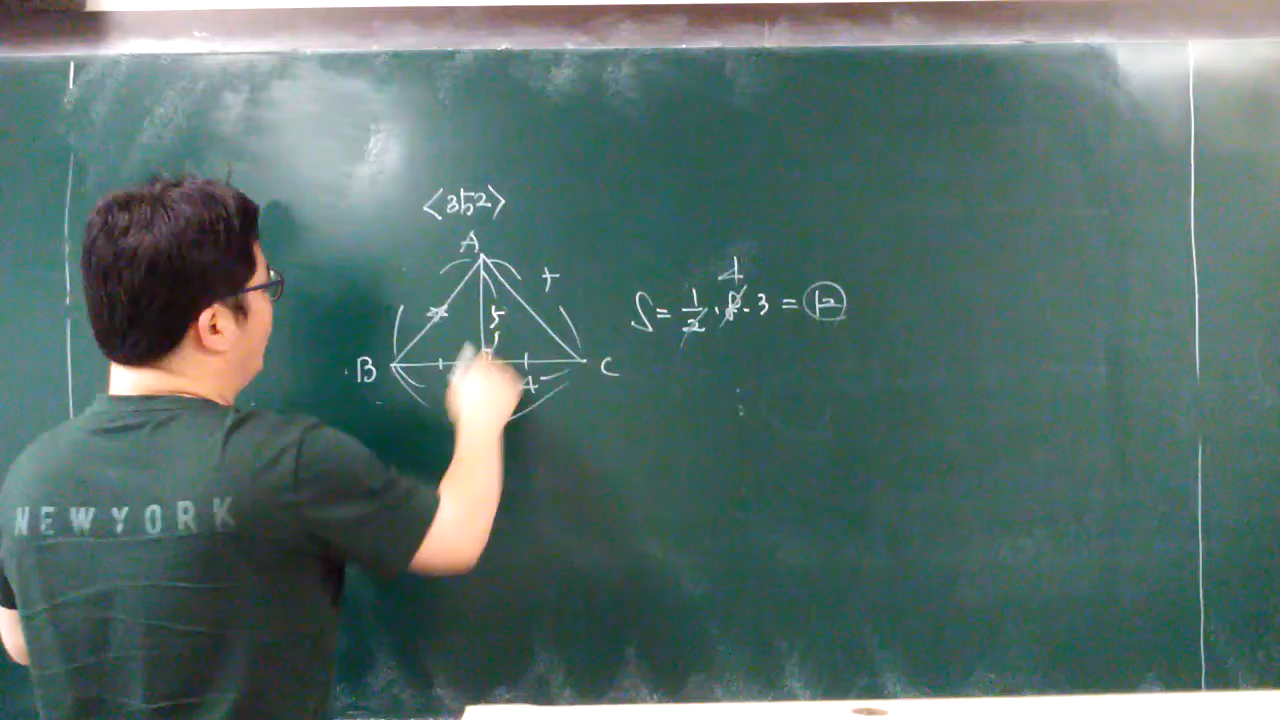 <352>
A
B
C
5
4
4
S = 1/2 · 8 · 3 = 12
NEWYORK